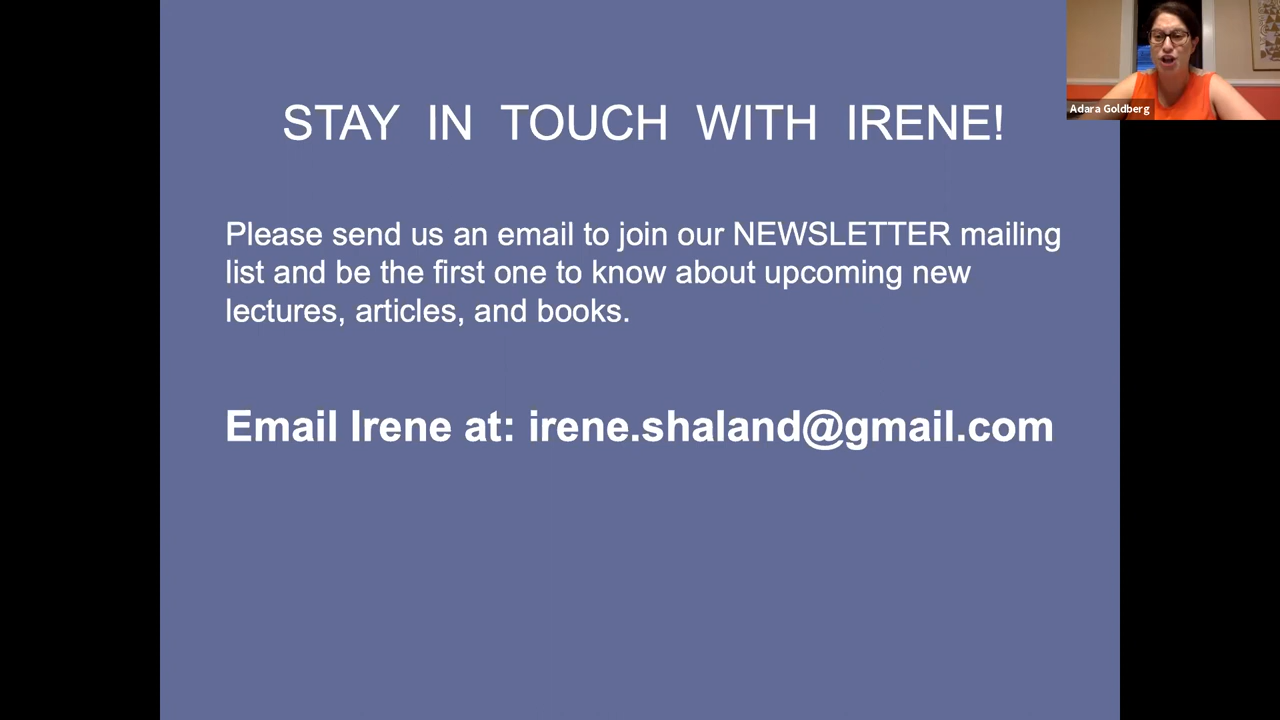 STAY IN TOUCH WITH IRENE!
Please send us an email to join our NEWSLETTER mailing
list and be the first one to know about upcoming new
lectures, articles, and books.
Email Irene at: irene.shaland@gmail.com
Adara Goldberg